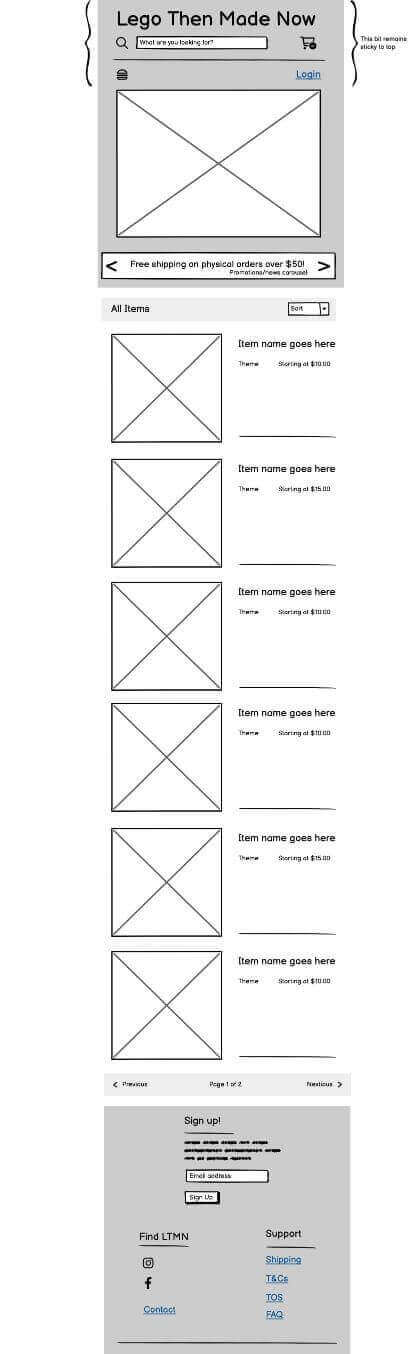 Lego Then Made Now
What are you looking for?
This bit remains
sticky to top
Login
< Free shipping on physical orders over $50! >
Promotions/news carousel
All Items
Sort
Item name goes here
Theme Starting at $10.00
Item name goes here
Theme Starting at $15.00
Item name goes here
Theme Starting at $10.00
Item name goes here
Theme Starting at $10.00
Item name goes here
Theme Starting at $15.00
Item name goes here
Theme Starting at $10.00
< Previous Page 1 of 2 Nextious >
Sign up!
Email address
Sign Up
Find LTMN
Support
Shipping
T&Cs
Contact
TOS
FAQ